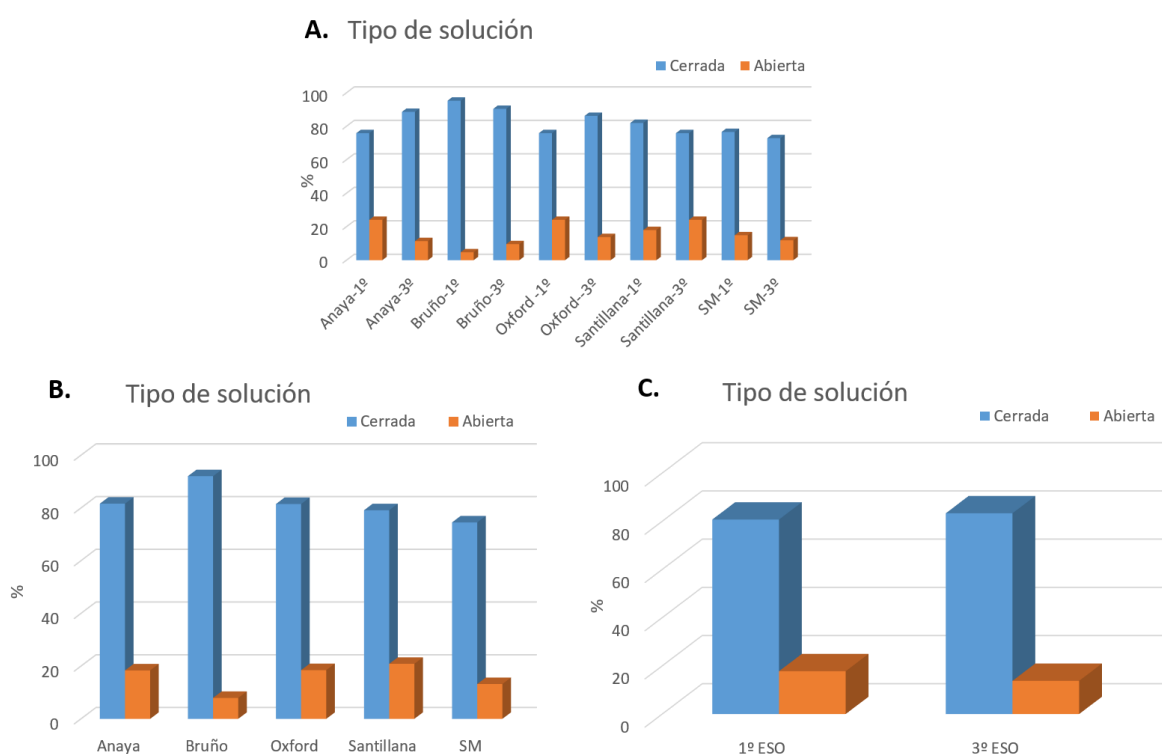 A. Tipo de solución
Cerrada Abierta
100
80
60
40
20
0
%
Anaya-1º
Anaya-3º
Bruño-1º
Bruño-3º
Oxford -1º
Oxford--3º
Santillana-1º
Santillana-3º
SM-1º
SM-3º
B. Tipo de solución
Cerrada Abierta
100
80
60
40
20
0
%
Anaya Bruño Oxford Santillana SM
C. Tipo de solución
Cerrada Abierta
100
80
60
40
20
0
%
1º ESO 3º ESO